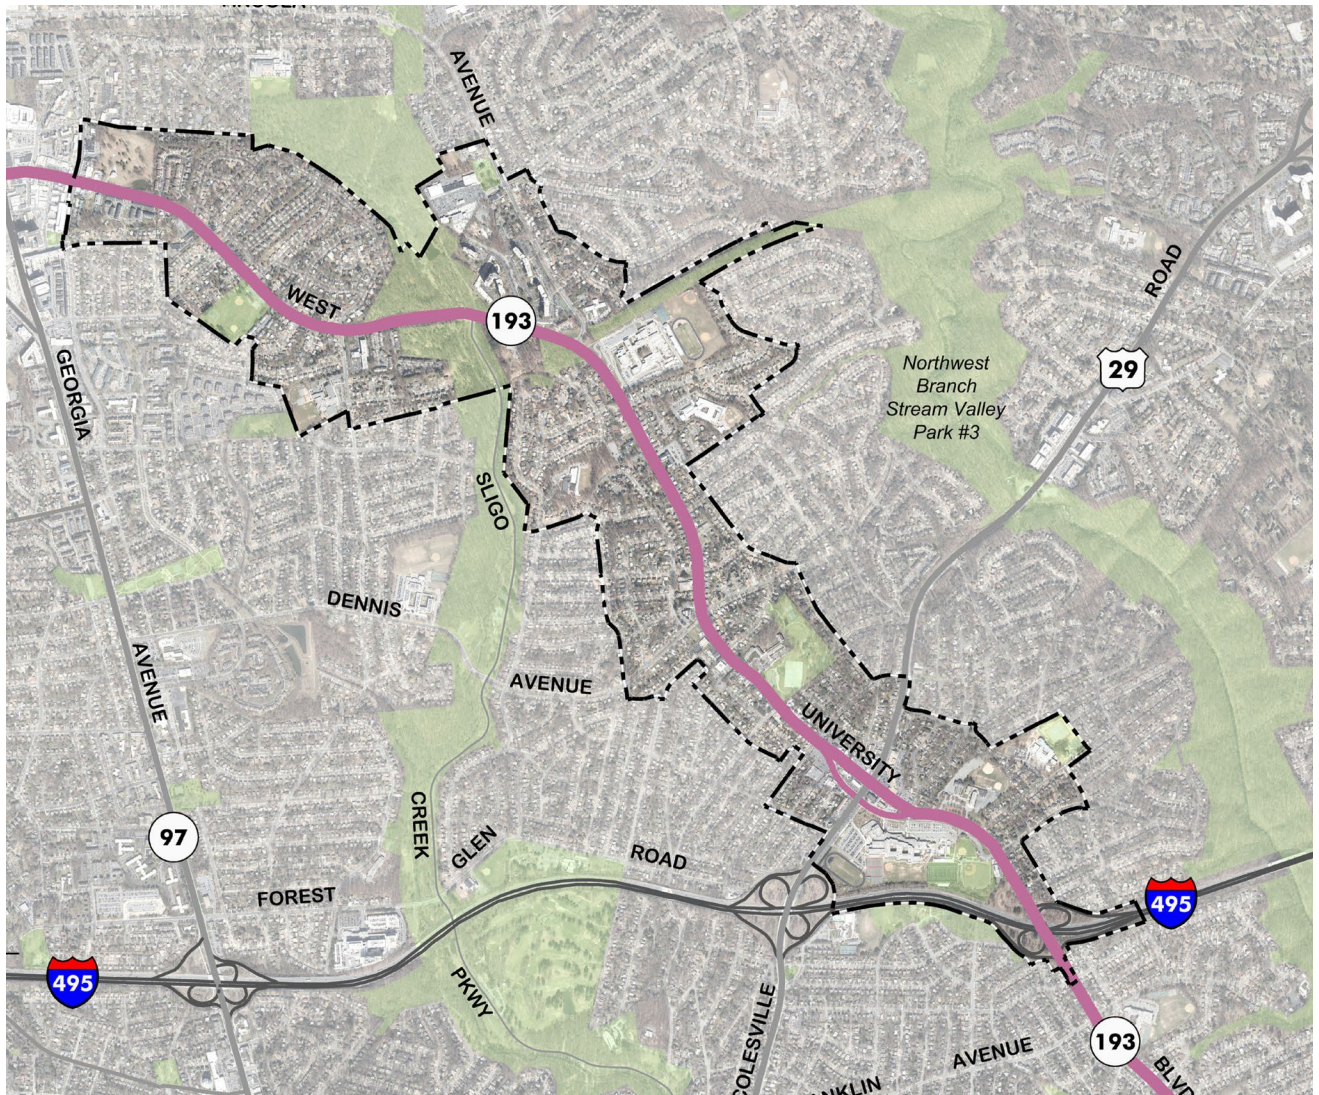 AVENUE
WEST
193
ROAD
29
Northwest
Branch
Stream Valley
Park #3
GEORGIA
SLIGO
DENNIS
AVENUE
AVENUE
UNIVERSITY
CREEK
GLEN
ROAD
97
FOREST
495
495
PKWY
COLESVILLE
193
AVENUE
BLVD